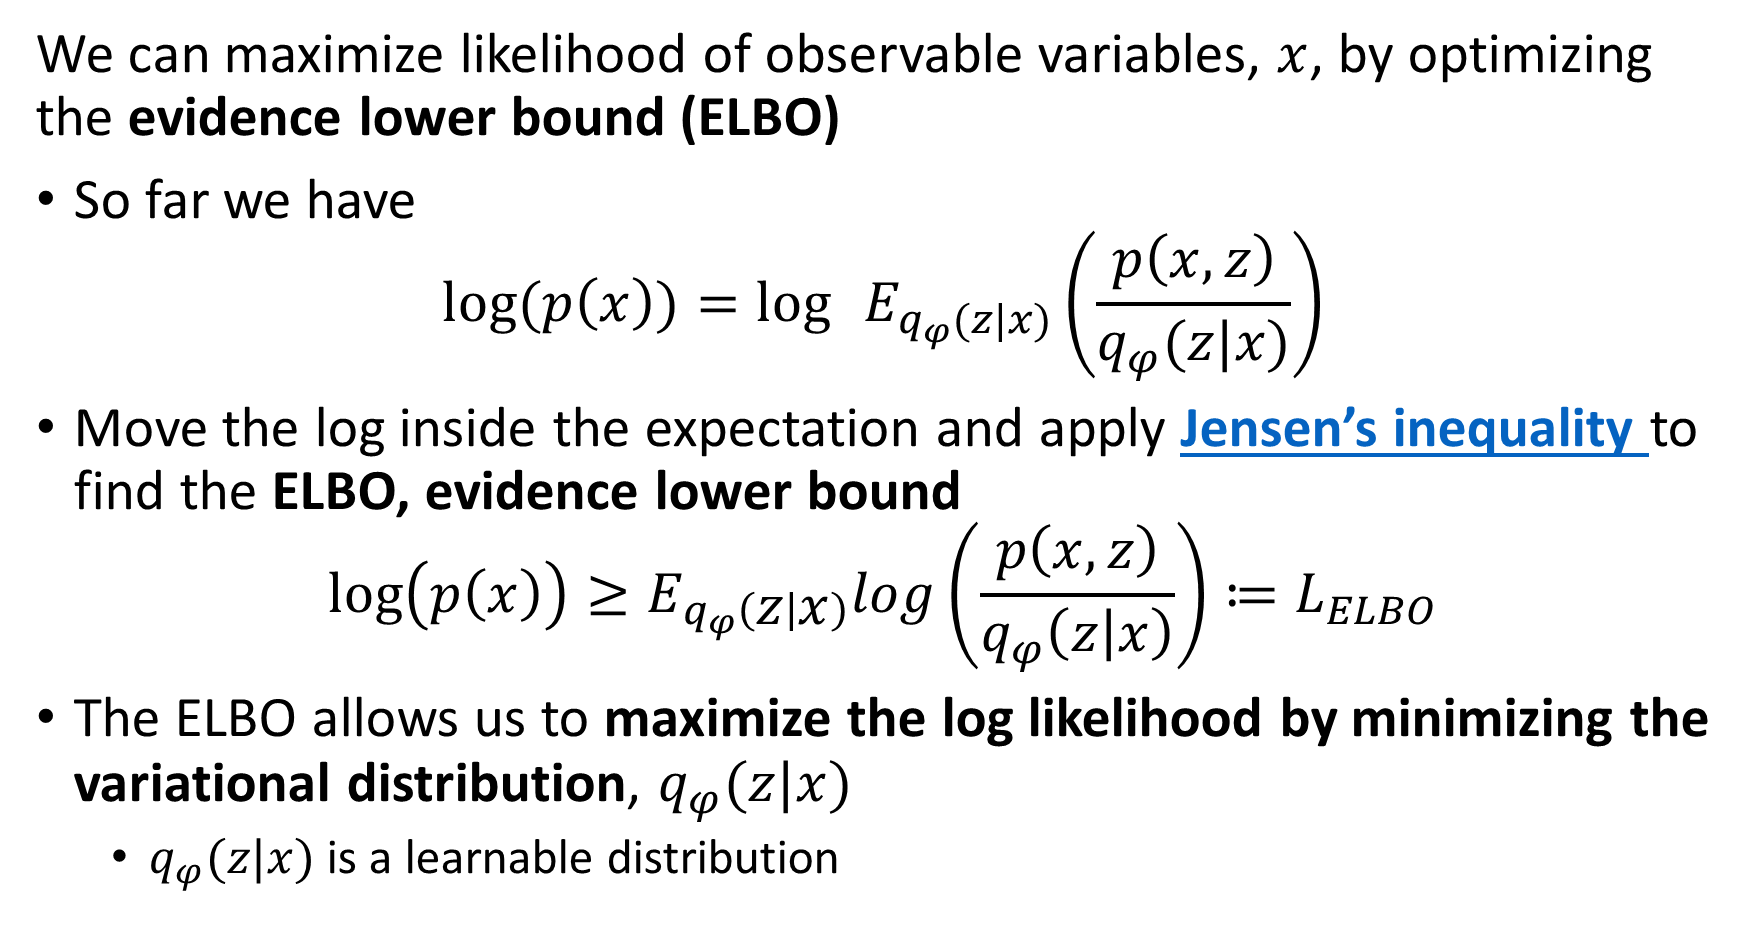 We can maximize likelihood of observable variables, 𝑥, by optimizing
the evidence lower bound (ELBO)
• So far we have
log(𝑝(𝑥)) = log 𝐸_{𝑞_𝜑(𝑧|𝑥)} (𝑝(𝑥, 𝑧) / 𝑞_𝜑(𝑧|𝑥))
• Move the log inside the expectation and apply Jensen’s inequality to
find the ELBO, evidence lower bound
log(𝑝(𝑥)) ≥ 𝐸_{𝑞_𝜑(𝑧|𝑥)} 𝑙𝑜𝑔 (𝑝(𝑥, 𝑧) / 𝑞_𝜑(𝑧|𝑥)) ≔ 𝐿_{𝐸𝐿𝐵𝑂}
• The ELBO allows us to maximize the log likelihood by minimizing the
variational distribution, 𝑞_𝜑(𝑧|𝑥)
• 𝑞_𝜑(𝑧|𝑥) is a learnable distribution